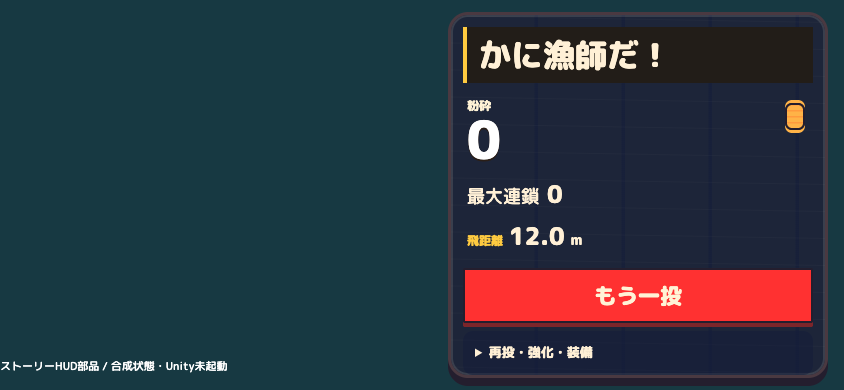 かに漁師だ！
粉砕
0
最大連鎖 0
飛距離 12.0 m
もう一投
▶ 再投・強化・装備
ストーリーHUD部品 / 合成状態・Unity未起動